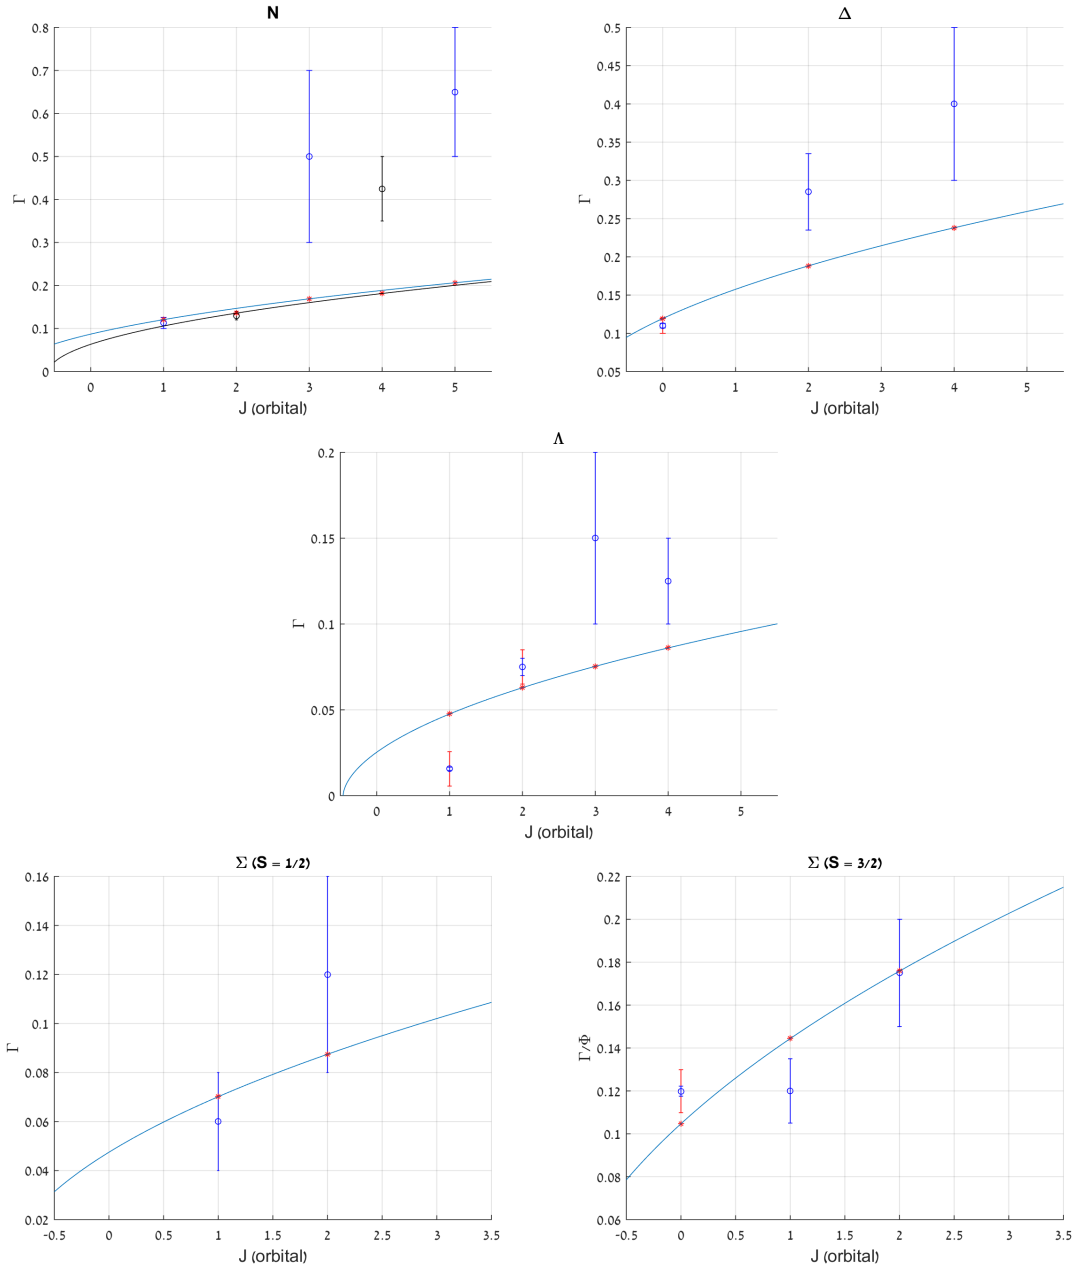 N
Γ
0.8
0.7
0.6
0.5
0.4
0.3
0.2
0.1
0
0 1 2 3 4 5
J (orbital)
Δ
Γ
0.5
0.45
0.4
0.35
0.3
0.25
0.2
0.15
0.1
0.05
0 1 2 3 4 5
J (orbital)
Λ
Γ
0.2
0.15
0.1
0.05
0
0 1 2 3 4 5
J (orbital)
Σ (S = 1/2)
Γ
0.16
0.14
0.12
0.1
0.08
0.06
0.04
0.02
-0.5 0 0.5 1 1.5 2 2.5 3 3.5
J (orbital)
Σ (S = 3/2)
Γ/Φ
0.22
0.2
0.18
0.16
0.14
0.12
0.1
0.08
0.06
-0.5 0 0.5 1 1.5 2 2.5 3 3.5
J (orbital)